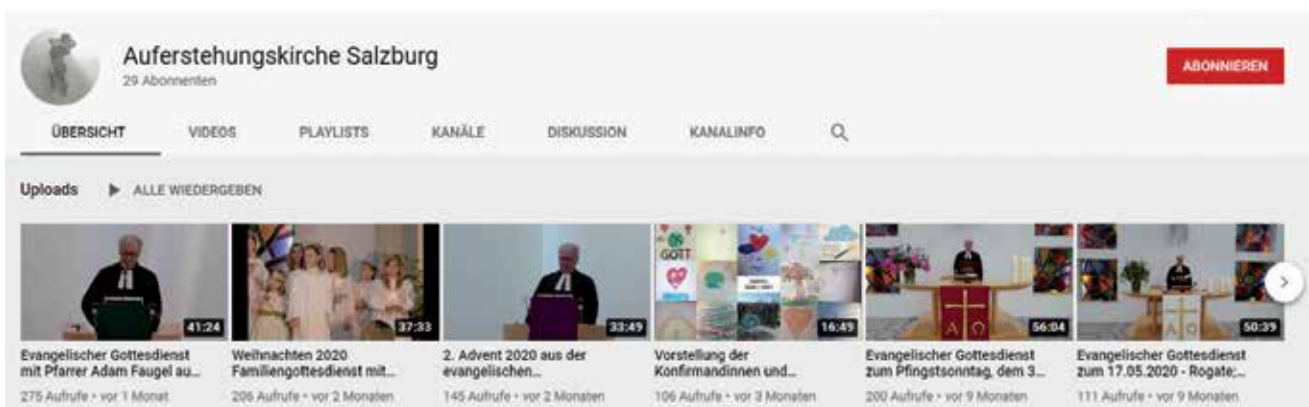 Auferstehungskirche Salzburg
29 Abonnenten
ABONNIEREN
ÜBERSICHT VIDEOS PLAYLISTS KANÄLE DISKUSSION KANALINFO
Uploads ALLE WIEDERGEBEN
GOTT
41:24 37:33 33:49 16:49 56:04 50:39
Evangelischer Gottesdienst
mit Pfarrer Adam Faugel au...
275 Aufrufe • vor 1 Monat
Weihnachten 2020
Familiengottesdienst mit...
206 Aufrufe • vor 2 Monaten
2. Advent 2020 aus der
evangelischen...
145 Aufrufe • vor 2 Monaten
Vorstellung der
Konfirmandinnen und...
106 Aufrufe • vor 3 Monaten
Evangelischer Gottesdienst
zum Pfingstsonntag, dem 3...
200 Aufrufe • vor 9 Monaten
Evangelischer Gottesdienst
zum 17.05.2020 - Rogate;...
111 Aufrufe • vor 9 Monaten